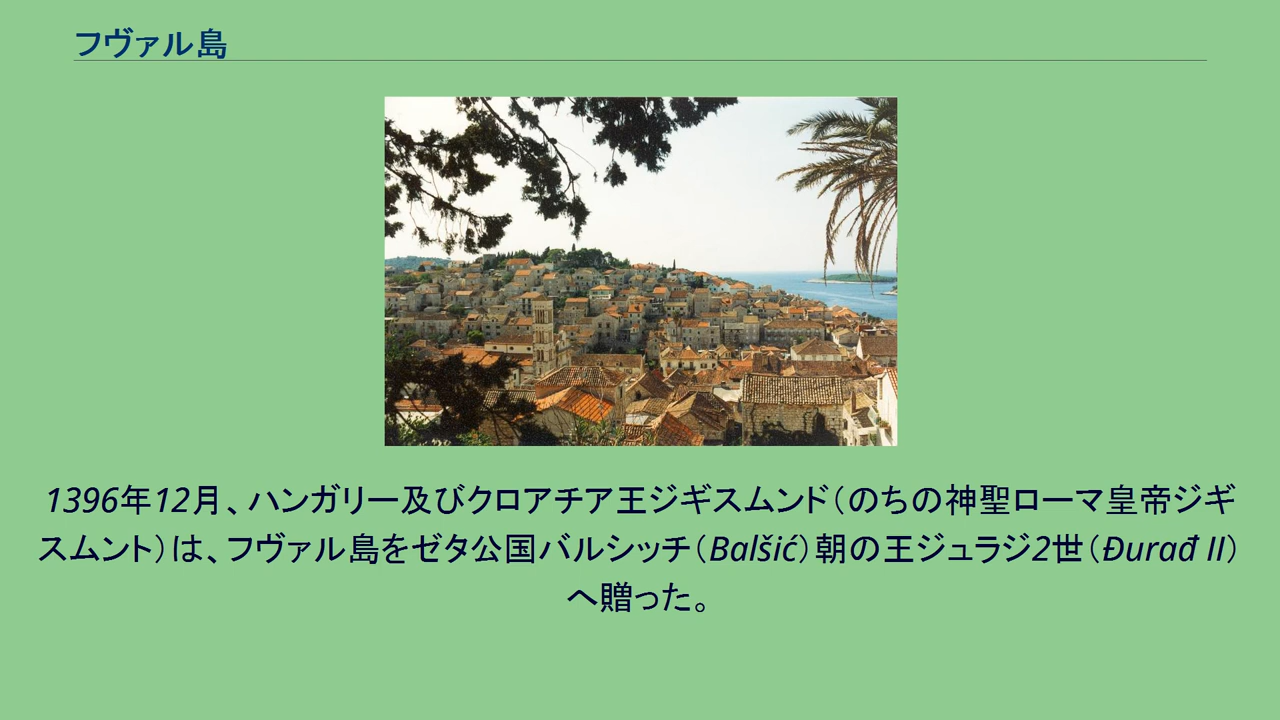 フヴァル島
1396年12月、ハンガリー及びクロアチア王ジギスムンド（のちの神聖ローマ皇帝ジギ
スムント）は、フヴァル島をゼタ公国バルシッチ（Balšić）朝の王ジュラジ2世（Đurađ II）
へ贈った。